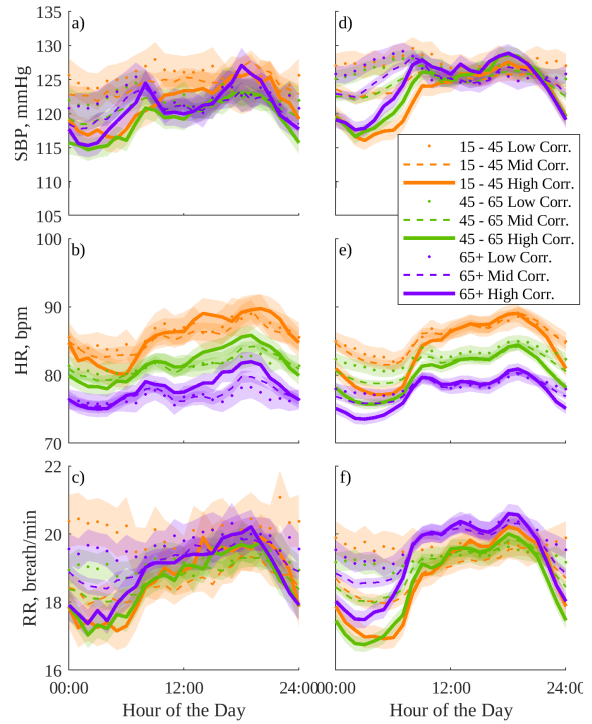 a)
d)
135
130
125
120
115
110
105
SBP, mmHg
15 - 45 Low Corr.
15 - 45 Mid Corr.
15 - 45 High Corr.
45 - 65 Low Corr.
45 - 65 Mid Corr.
45 - 65 High Corr.
65+ Low Corr.
65+ Mid Corr.
65+ High Corr.
b)
e)
100
90
80
70
HR, bpm
c)
f)
22
20
18
16
RR, breath/min
00:00 12:00 24:00 00:00 12:00 24:00
Hour of the Day Hour of the Day